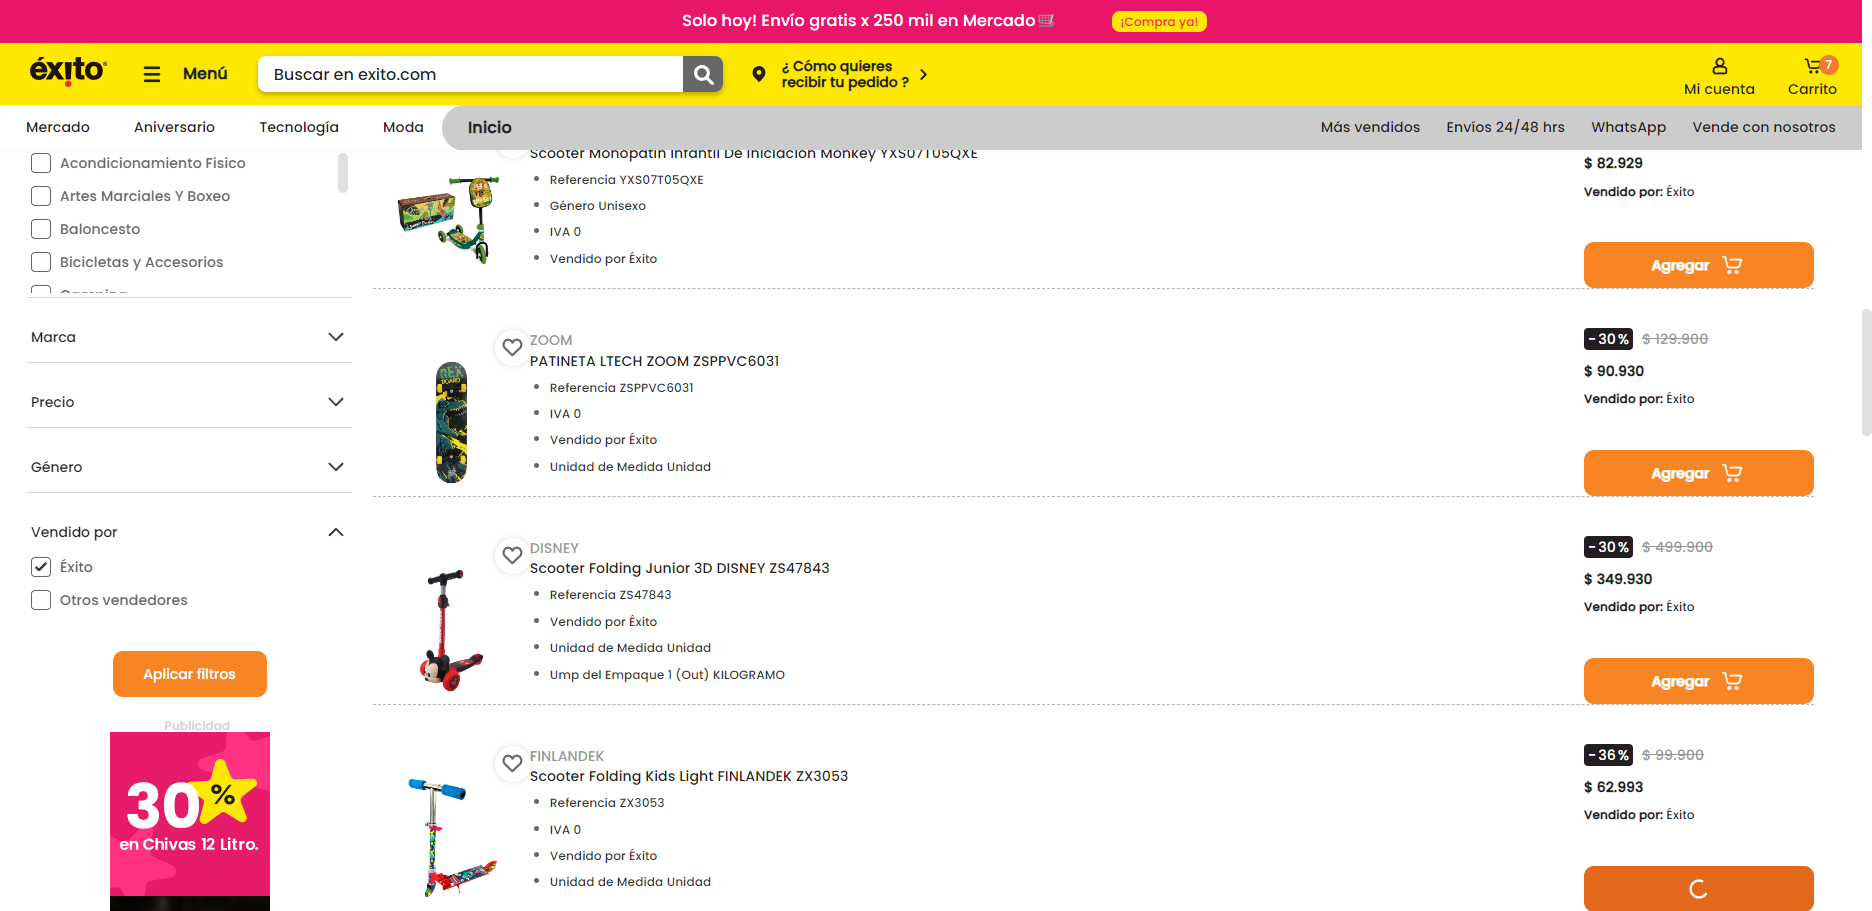 Solo hoy! Envío gratis x 250 mil en Mercado
¡Compra ya!
éxito
Menú
Buscar en exito.com
¿ Cómo quieres
recibir tu pedido ?
Mi cuenta
7
Carrito
Mercado
Aniversario
Tecnología
Moda
Inicio
Más vendidos
Envíos 24/48 hrs
WhatsApp
Vende con nosotros
Acondicionamiento Fisico
Artes Marciales Y Boxeo
Baloncesto
Bicicletas y Accesorios
Camping
Marca
Precio
Género
Vendido por
Éxito
Otros vendedores
Aplicar filtros
Publicidad
30%
en Chivas 12 Litro.
Scooter Monopatin Infantil De Iniciacion Monkey YXS07T05QXE
Referencia YXS07T05QXE
Género Unisexo
IVA 0
Vendido por Éxito
$ 82.929
Vendido por: Éxito
Agregar
ZOOM
PATINETA LTECH ZOOM ZSPPVC6031
Referencia ZSPPVC6031
IVA 0
Vendido por Éxito
Unidad de Medida Unidad
REX
BOARD
-30% $ 129.900
$ 90.930
Vendido por: Éxito
Agregar
DISNEY
Scooter Folding Junior 3D DISNEY ZS47843
Referencia ZS47843
Vendido por Éxito
Unidad de Medida Unidad
Ump del Empaque 1 (Out) KILOGRAMO
-30% $ 499.900
$ 349.930
Vendido por: Éxito
Agregar
FINLANDEK
Scooter Folding Kids Light FINLANDEK ZX3053
Referencia ZX3053
IVA 0
Vendido por Éxito
Unidad de Medida Unidad
-36% $ 99.900
$ 62.993
Vendido por: Éxito